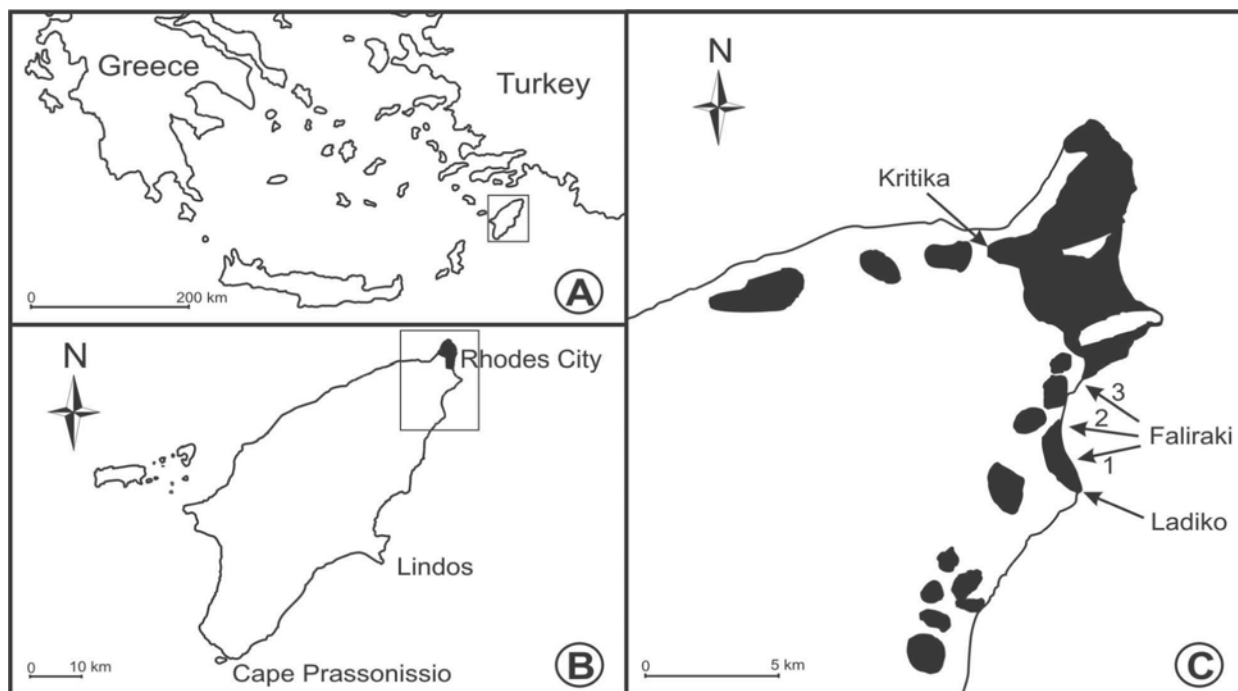 Greece
Turkey
0 200 km
A
N
Rhodes City
Lindos
0 10 km
Cape Prassonissio
B
N
Kritika
3
2
Faliraki
1
Ladiko
0 5 km
C